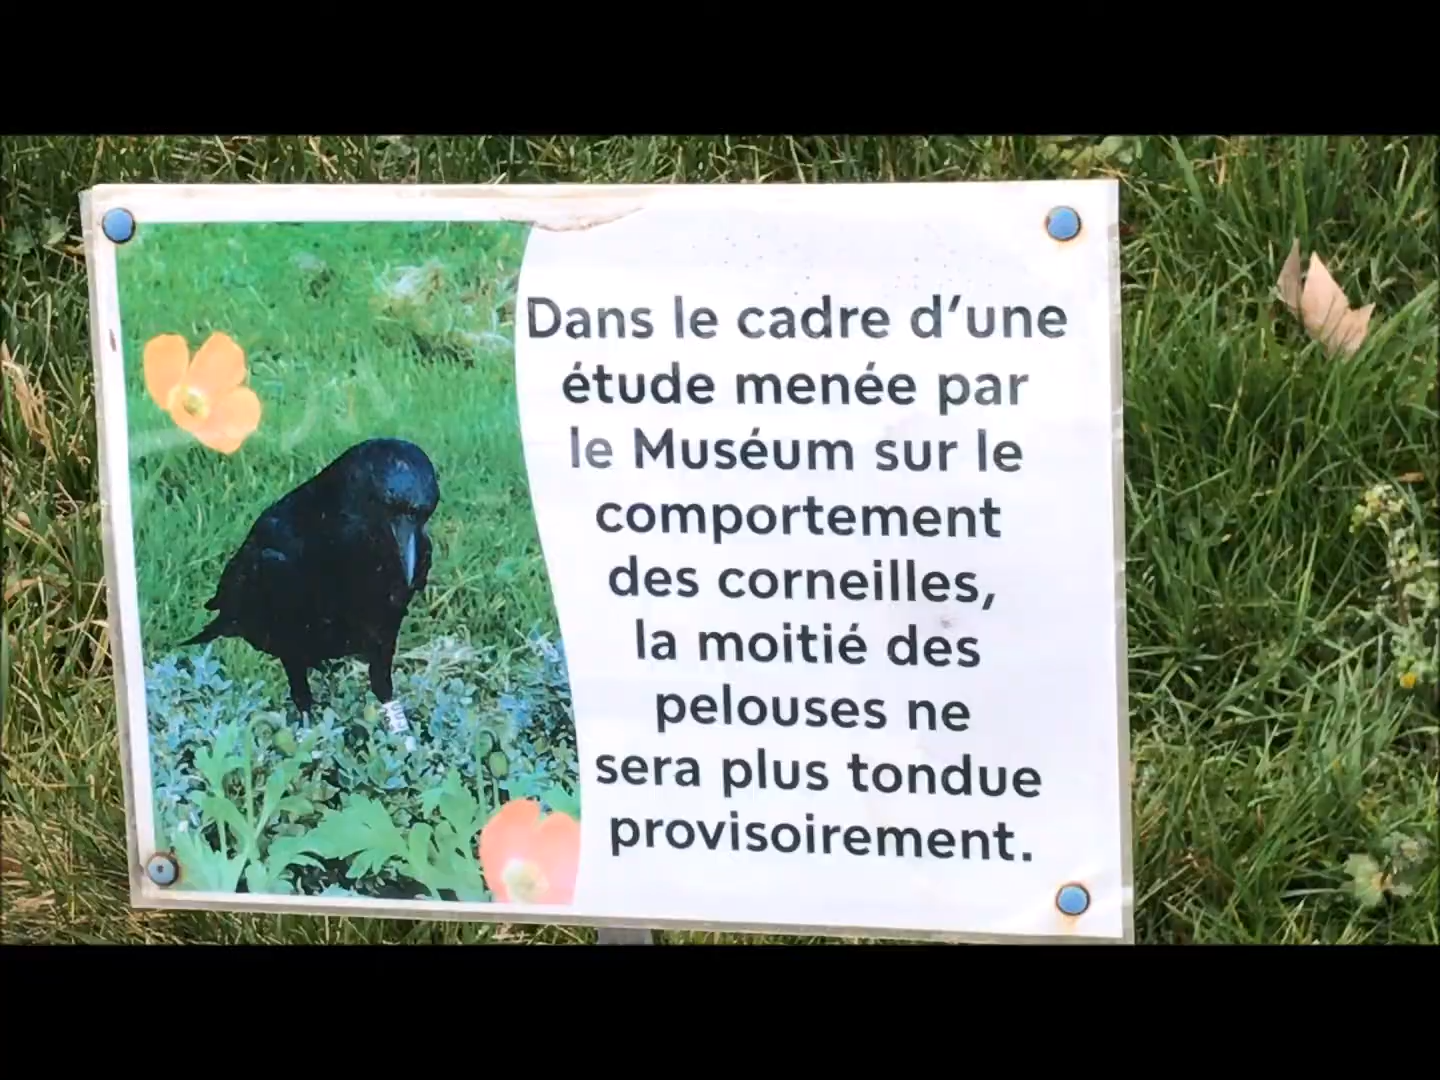 Dans le cadre d’une
étude menée par
le Muséum sur le
comportement
des corneilles,
la moitié des
pelouses ne
sera plus tondue
provisoirement.